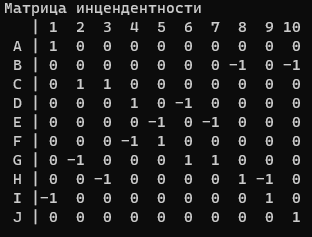 Матрица инцендентности
  | 1  2  3  4  5  6  7  8  9  10
A | 1  0  0  0  0  0  0  0  0  0
B | 0  0  0  0  0  0  0 -1  0 -1
C | 0  1  1  0  0  0  0  0  0  0
D | 0  0  0  1  0 -1  0  0  0  0
E | 0  0  0  0 -1  0 -1  0  0  0
F | 0  0  0 -1  1  0  0  0  0  0
G | 0 -1  0  0  0  1  1  0  0  0
H | 0  0 -1  0  0  0  0  1 -1  0
I |-1  0  0  0  0  0  0  0  1  0
J | 0  0  0  0  0  0  0  0  0  1